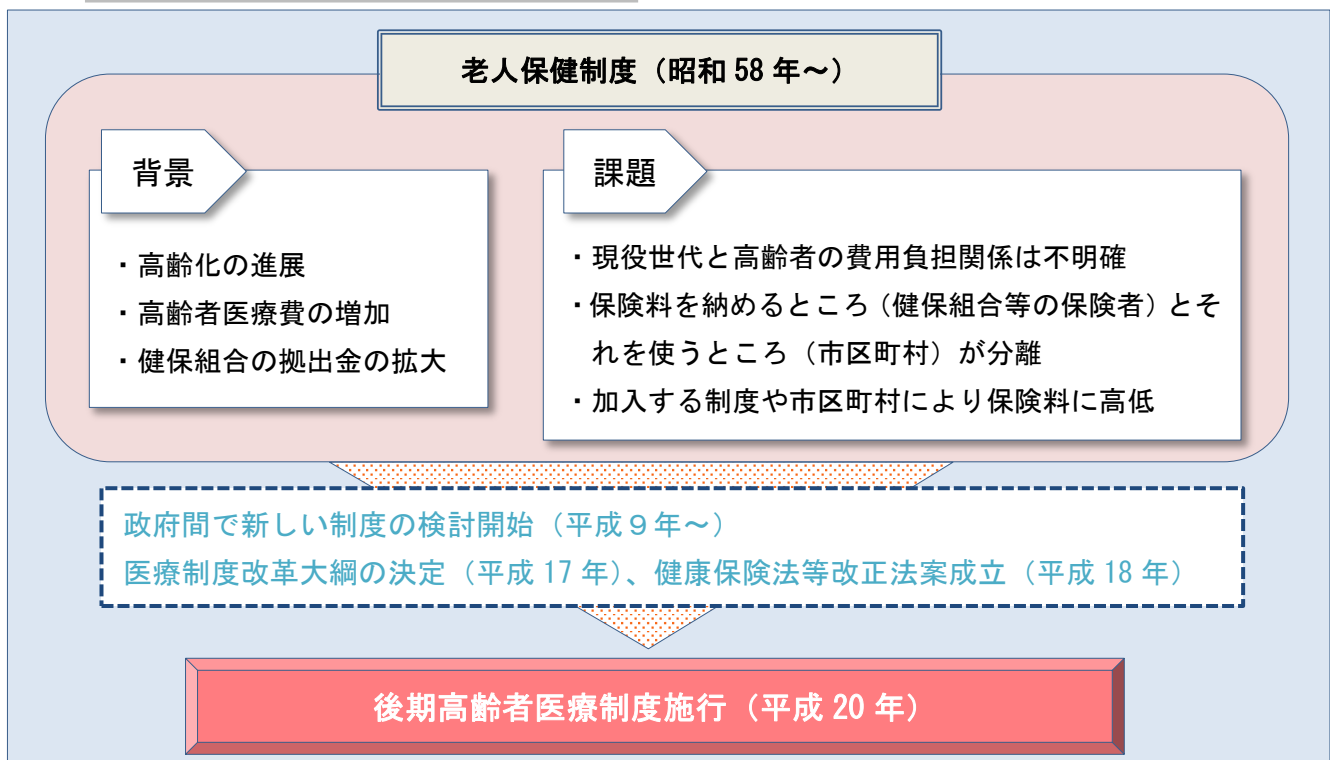 老人保健制度（昭和 58 年～）
背景
・高齢化の進展
・高齢者医療費の増加
・健保組合の拠出金の拡大
課題
・現役世代と高齢者の費用負担関係は不明確
・保険料を納めるところ（健保組合等の保険者）とそ
れを使うところ（市区町村）が分離
・加入する制度や市区町村により保険料に高低
政府間で新しい制度の検討開始（平成９年～）
医療制度改革大綱の決定（平成 17 年）、健康保険法等改正法案成立（平成 18 年）
後期高齢者医療制度施行（平成 20 年）